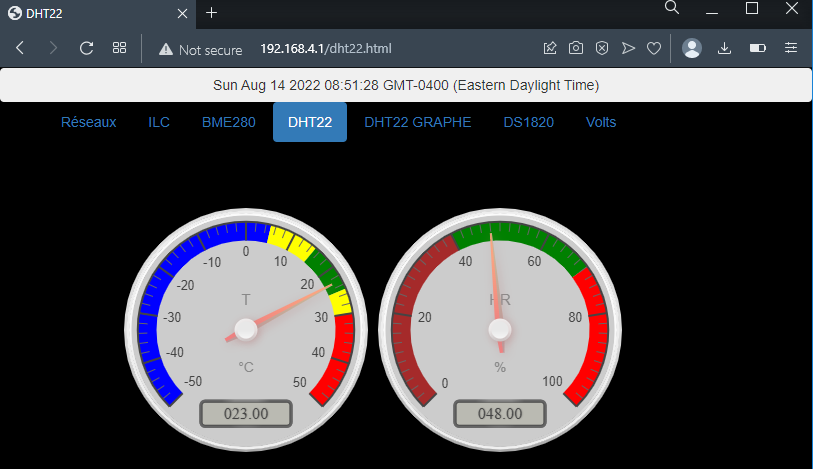 DHT22
Not secure 192.168.4.1/dht22.html
Sun Aug 14 2022 08:51:28 GMT-0400 (Eastern Daylight Time)
Réseaux ILC BME280 DHT22 DHT22 GRAPHE DS1820 Volts
-50 -40 -30 -20 -10 0 10 20 30 40 50
T
°C
023.00
0 20 40 60 80 100
HR
%
048.00